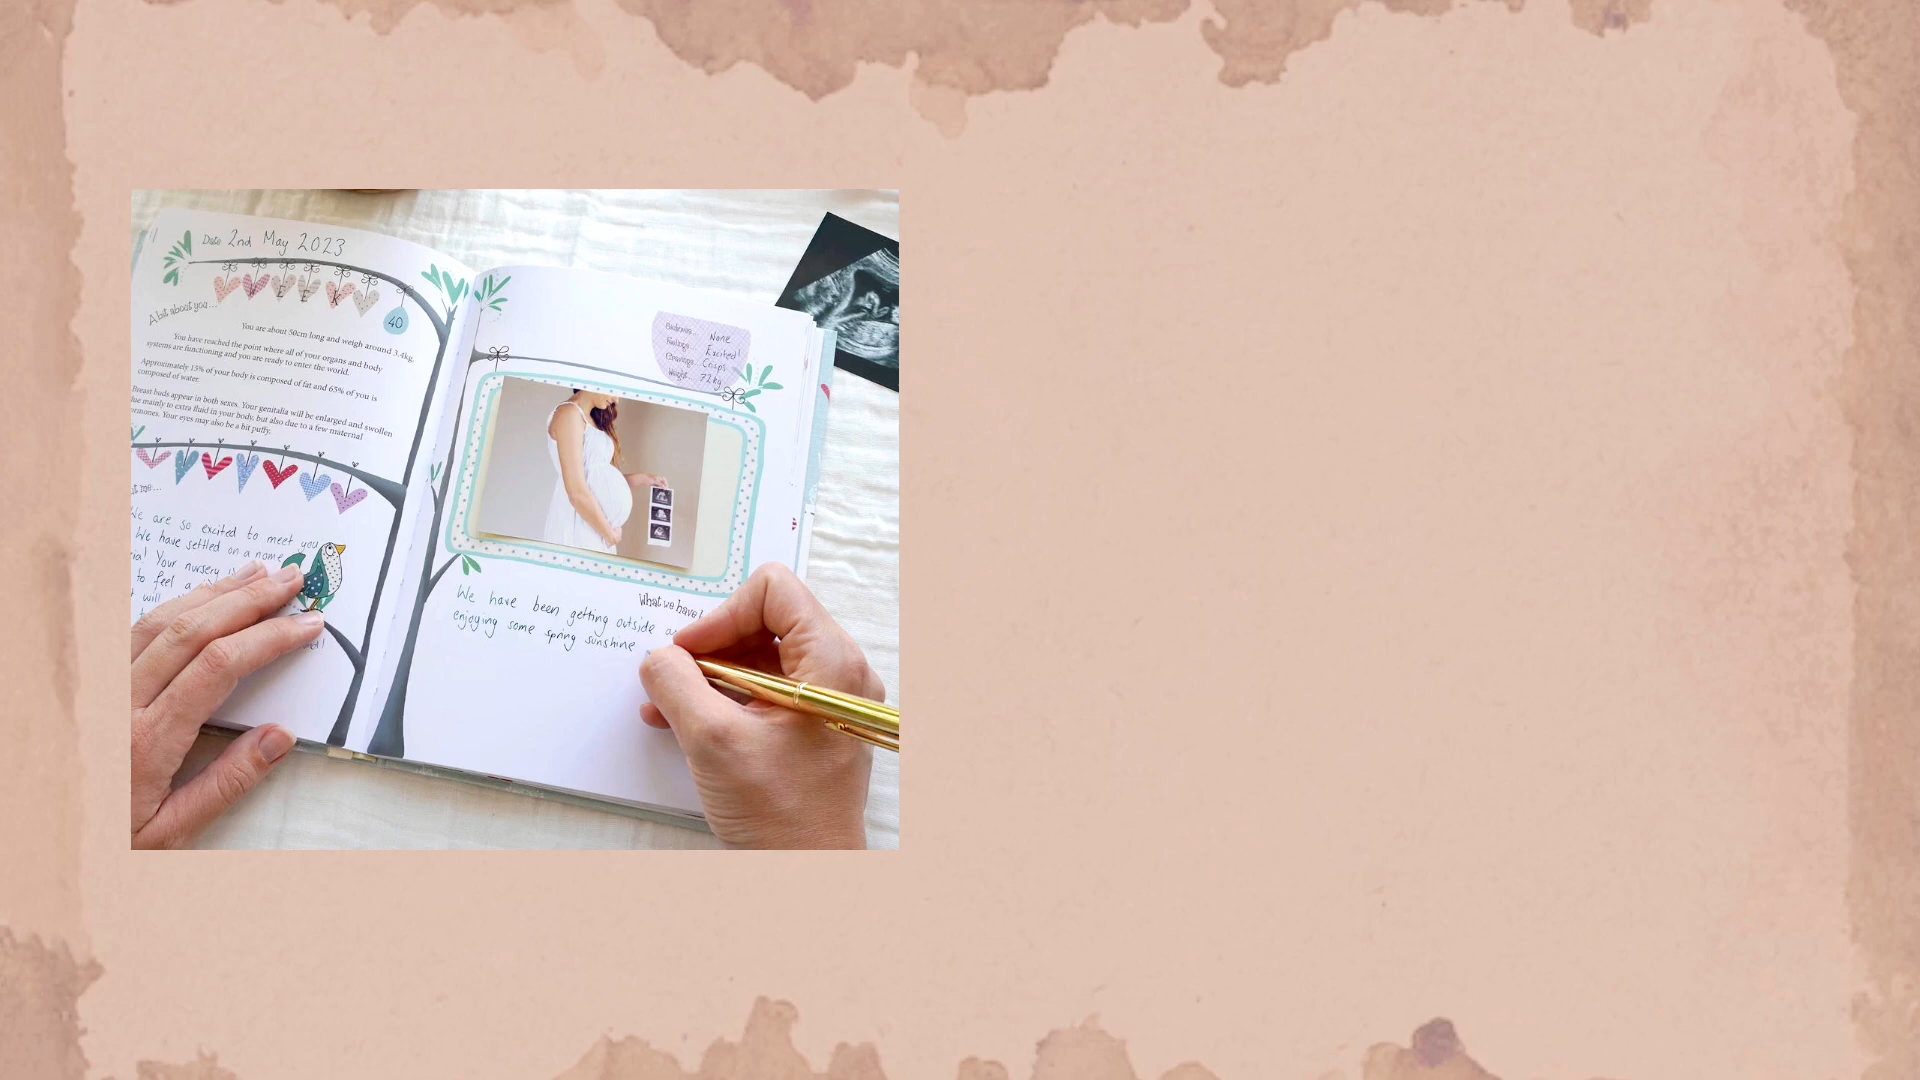 Date 2nd May 2023
WEEK
40
A bit about you...
You are about 50cm long and weigh around 3.4kg.
You have reached the point where all of your organs and body
systems are functioning and you are ready to enter the world.
Approximately 15% of your body is composed of fat and 65% of you is
composed of water.
Breast buds appear in both sexes. Your genitalia will be enlarged and swollen
due mainly to extra fluid in your body, but also due to a few maternal
hormones. Your eyes may also be a bit puffy.
me...
We are so excited to meet you
We have settled on a name
Your nursery
to feel a
will
None
Feelings Excited!
Cravings Crisps
Weight 72kg
What we have
We have been getting outside
enjoying some spring sunshine